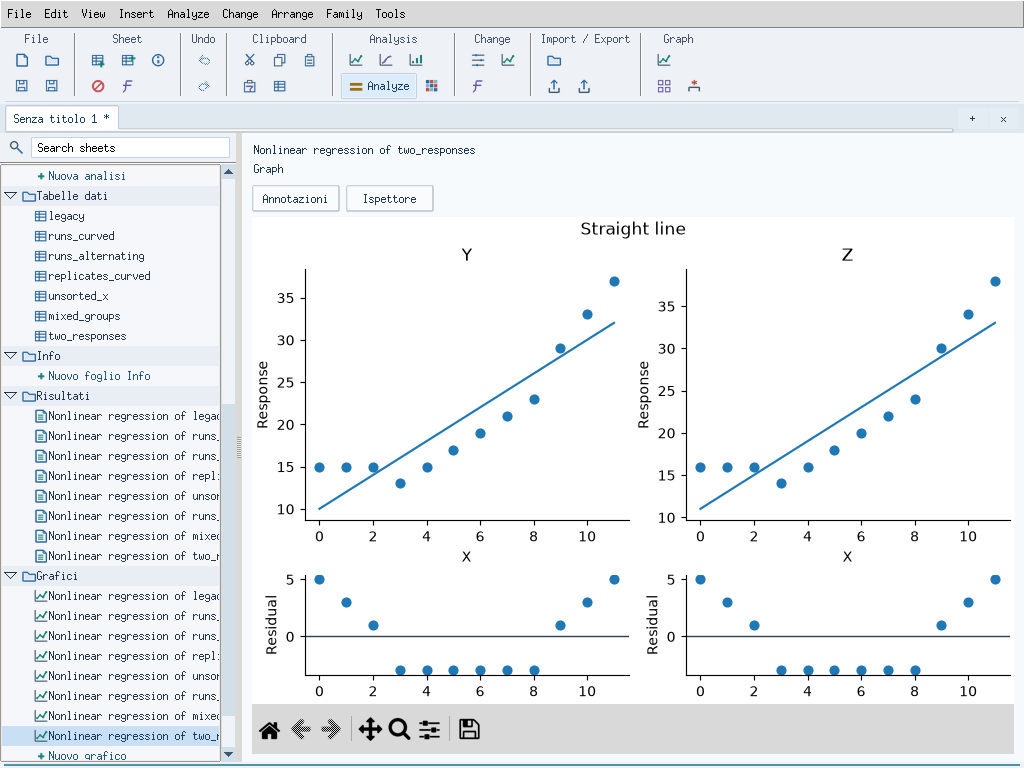 File Edit View Insert Analyze Change Arrange Family Tools
File Sheet Undo Clipboard Analysis Change Import / Export Graph
Analyze
Senza titolo 1 *
Search sheets
Nuova analisi
Tabelle dati
legacy
runs_curved
runs_alternating
replicates_curved
unsorted_x
mixed_groups
two_responses
Info
Nuovo foglio Info
Risultati
Nonlinear regression of legac
Nonlinear regression of runs_
Nonlinear regression of runs_
Nonlinear regression of repli
Nonlinear regression of unsor
Nonlinear regression of runs_
Nonlinear regression of mixed
Nonlinear regression of two_r
Grafici
Nonlinear regression of legac
Nonlinear regression of runs_
Nonlinear regression of runs_
Nonlinear regression of repli
Nonlinear regression of unsor
Nonlinear regression of runs_
Nonlinear regression of mixed
Nonlinear regression of two_r
Nuovo grafico
Nonlinear regression of two_responses
Graph
Annotazioni Ispettore
Straight line
Y
Response
35
30
25
20
15
10
0 2 4 6 8 10
X
Residual
5
0
0 2 4 6 8 10
Z
Response
35
30
25
20
15
10
0 2 4 6 8 10
X
Residual
5
0
0 2 4 6 8 10